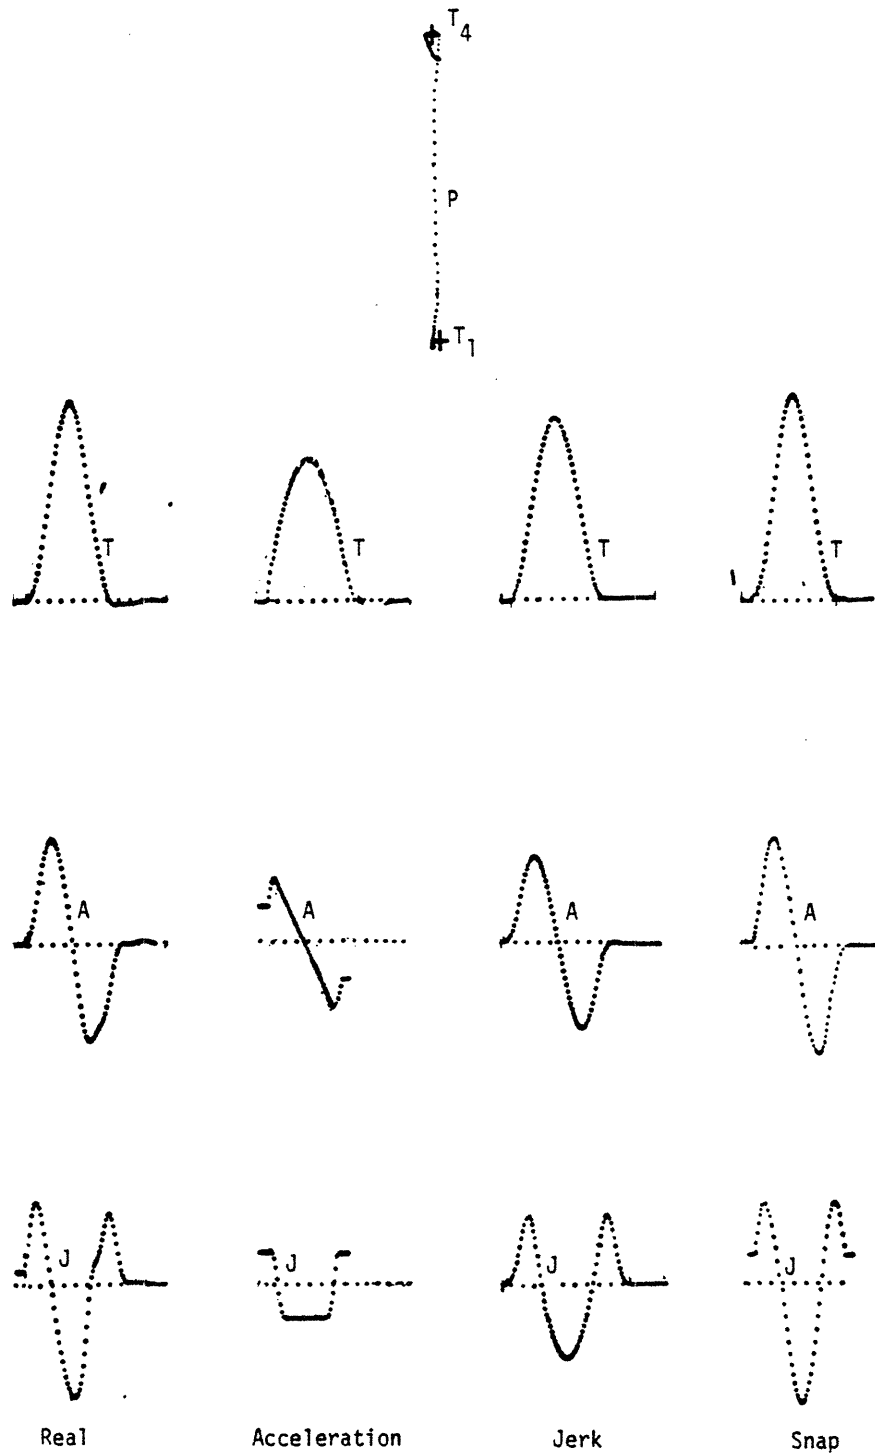 T4
P
T1
T T T T
A A A A
J J J J
Real Acceleration Jerk Snap